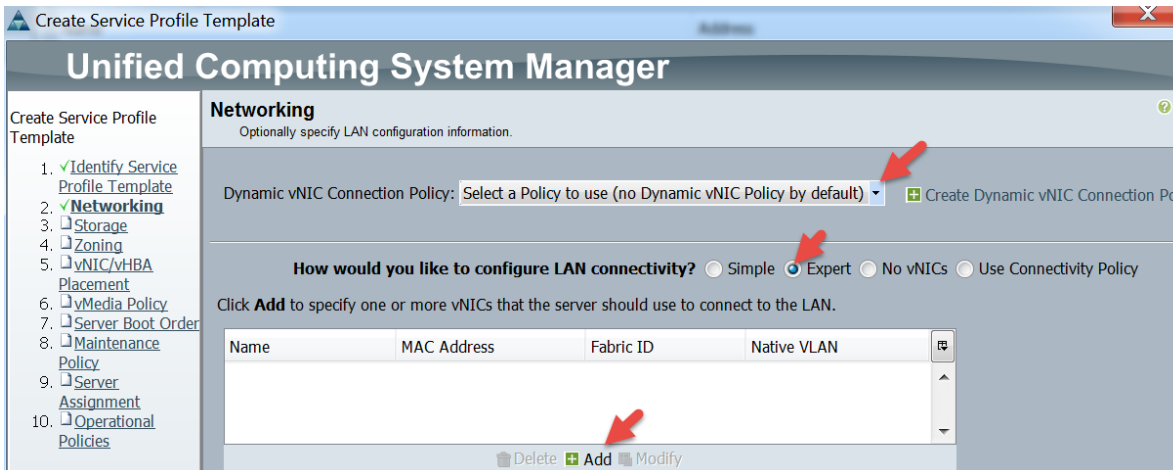 Create Service Profile Template
Address
Unified Computing System Manager
Create Service Profile
Template
1. Identify Service
Profile Template
2. Networking
3. Storage
4. Zoning
5. vNIC/vHBA
Placement
6. vMedia Policy
7. Server Boot Order
8. Maintenance
Policy
9. Server
Assignment
10. Operational
Policies
Networking
Optionally specify LAN configuration information.
Dynamic vNIC Connection Policy: Select a Policy to use (no Dynamic vNIC Policy by default) Create Dynamic vNIC Connection Po
How would you like to configure LAN connectivity? Simple Expert No vNICs Use Connectivity Policy
Click Add to specify one or more vNICs that the server should use to connect to the LAN.
Name MAC Address Fabric ID Native VLAN
Delete Add Modify